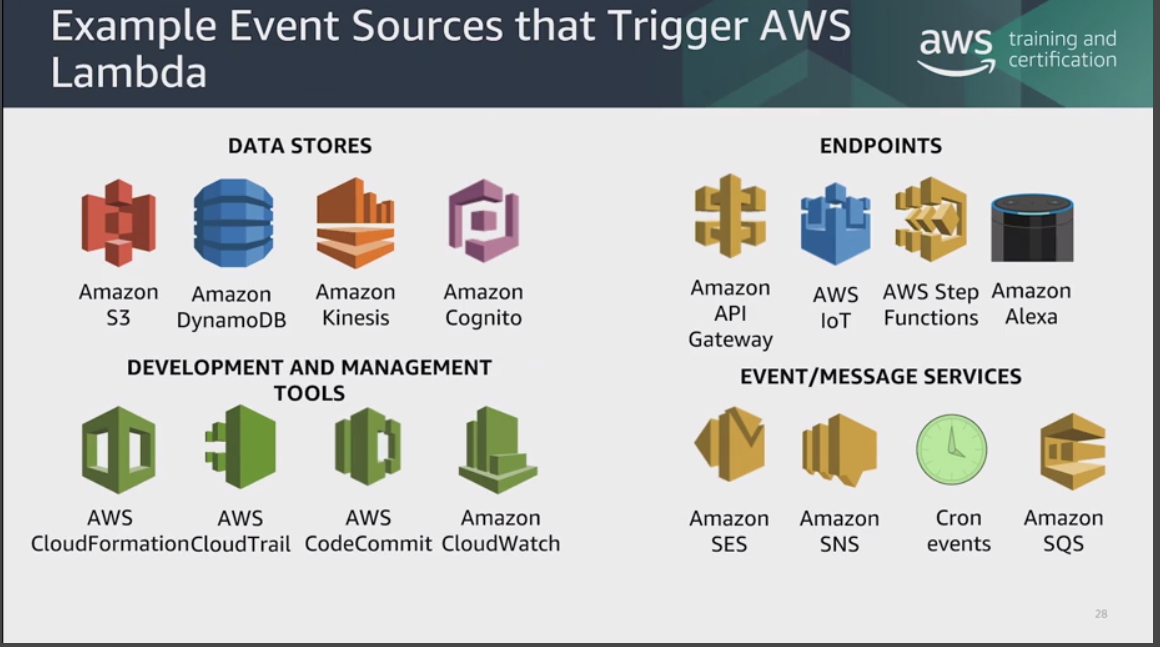 Example Event Sources that Trigger AWS
Lambda
aws training and
certification
DATA STORES
Amazon
S3
Amazon
DynamoDB
Amazon
Kinesis
Amazon
Cognito
ENDPOINTS
Amazon
API
Gateway
AWS
IoT
AWS Step
Functions
Amazon
Alexa
DEVELOPMENT AND MANAGEMENT
TOOLS
AWS
CloudFormation
AWS
CloudTrail
AWS
CodeCommit
Amazon
CloudWatch
EVENT/MESSAGE SERVICES
Amazon
SES
Amazon
SNS
Cron
events
Amazon
SQS
28